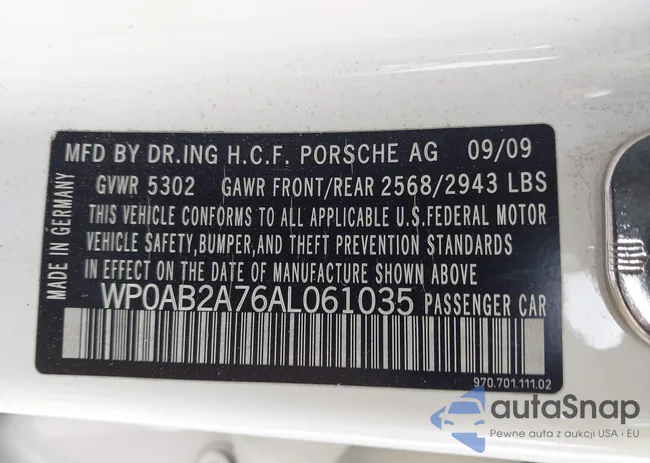 MFD BY DR.ING H.C.F. PORSCHE AG 09/09
GVWR 5302 GAWR FRONT/REAR 2568/2943 LBS
THIS VEHICLE CONFORMS TO ALL APPLICABLE U.S.FEDERAL MOTOR
VEHICLE SAFETY,BUMPER,AND THEFT PREVENTION STANDARDS
IN EFFECT ON THE DATE OF MANUFACTURE SHOWN ABOVE
WP0AB2A76AL061035 PASSENGER CAR
970.701.111.02
MADE IN GERMANY
autaSnap
Pewne auta z aukcji USA i EU